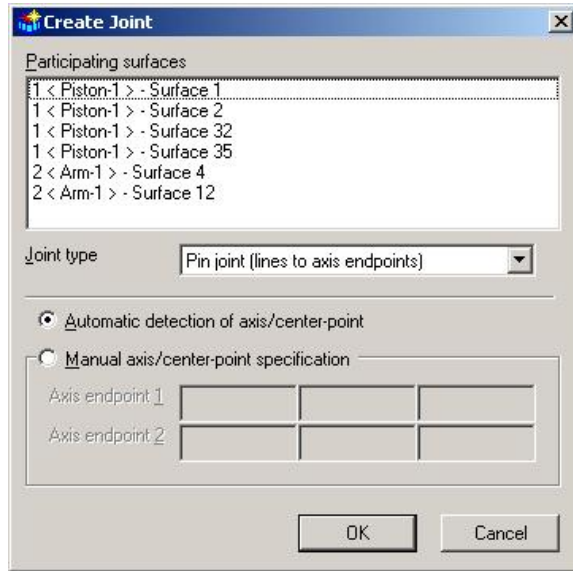 Create Joint
Participating surfaces
1 < Piston-1 > - Surface 1
1 < Piston-1 > - Surface 2
1 < Piston-1 > - Surface 32
1 < Piston-1 > - Surface 35
2 < Arm-1 > - Surface 4
2 < Arm-1 > - Surface 12
Joint type
Pin joint (lines to axis endpoints)
Automatic detection of axis/center-point
Manual axis/center-point specification
Axis endpoint 1
Axis endpoint 2
OK Cancel